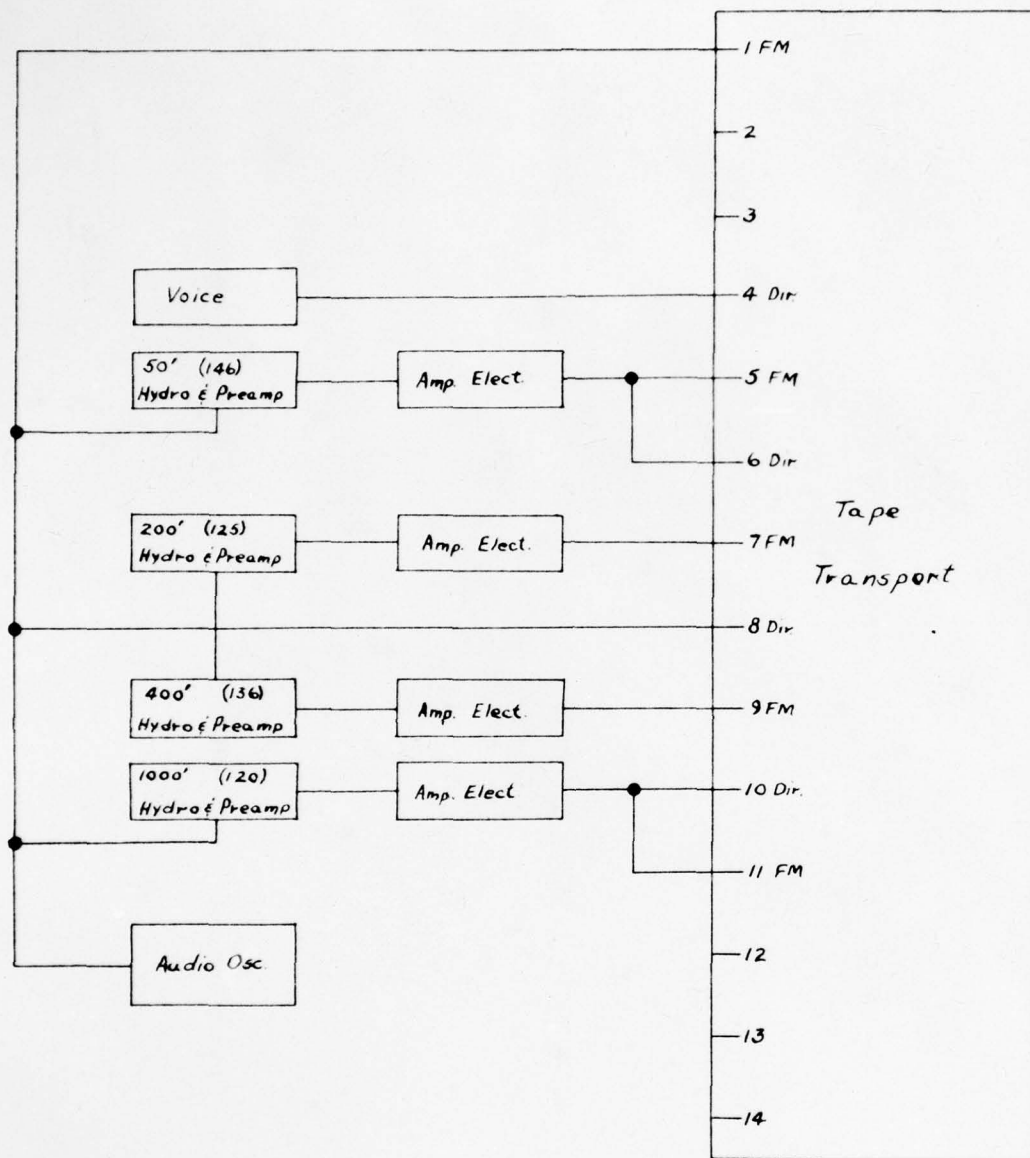 1 FM
2
3
Voice
4 Dir.
50' (146)
Hydro & Preamp
Amp. Elect.
5 FM
6 Dir
200' (125)
Hydro & Preamp
Amp. Elect.
7 FM
Tape
Transport
8 Dir.
400' (136)
Hydro & Preamp
Amp. Elect.
9 FM
1000' (120)
Hydro & Preamp
Amp. Elect
10 Dir.
11 FM
Audio Osc.
12
13
14